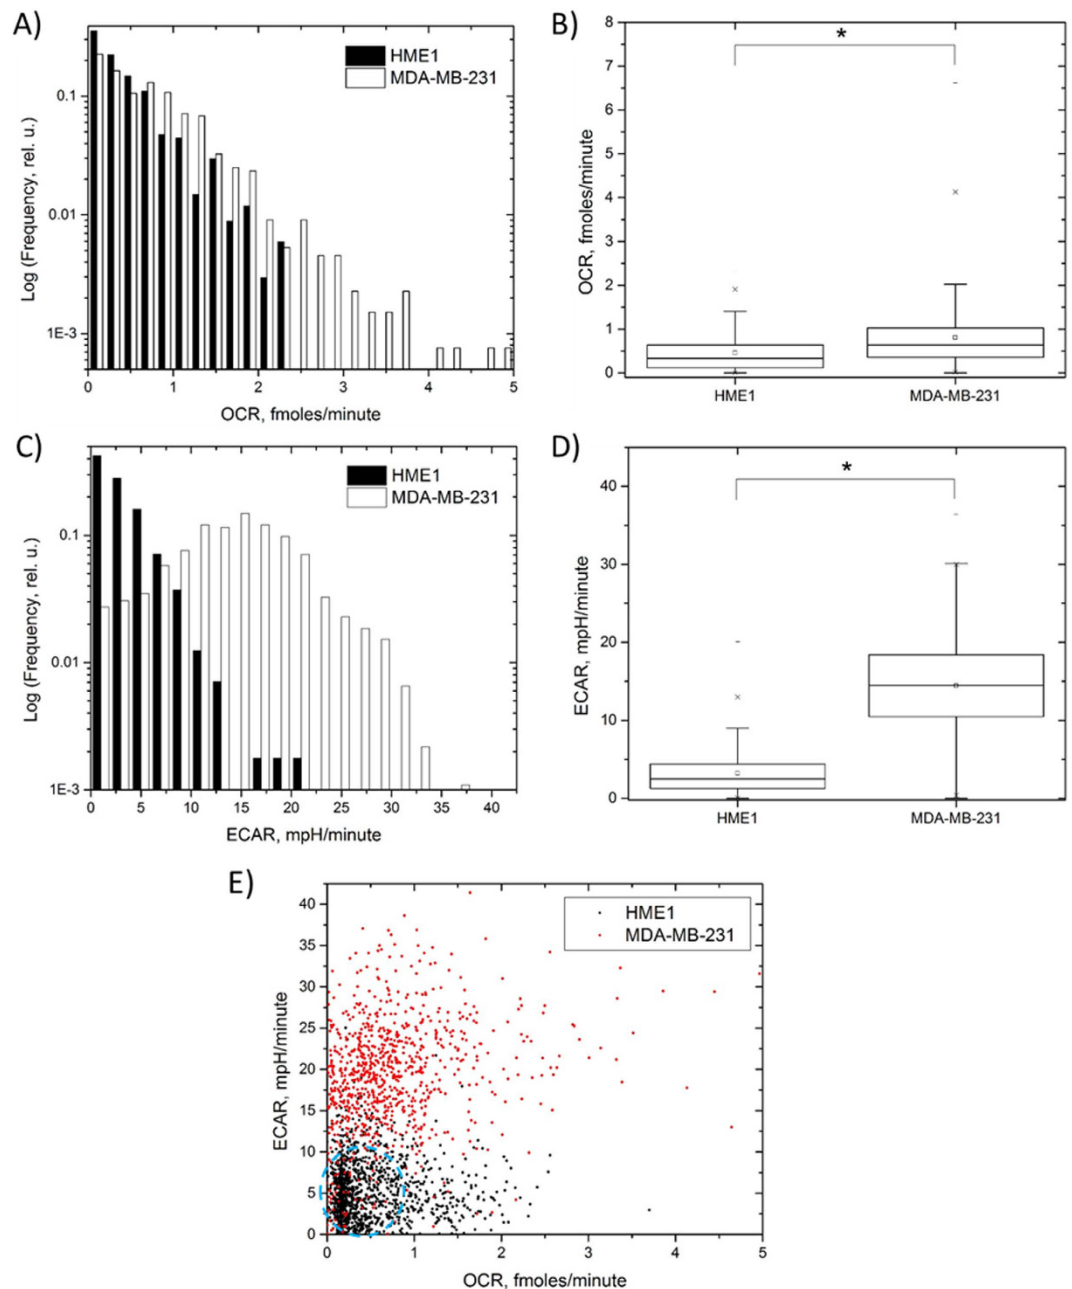 A)
HME1
MDA-MB-231
Log (Frequency, rel. u.)
0.1
0.01
1E-3
0 1 2 3 4 5
OCR, fmoles/minute
B)
*
OCR, fmoles/minute
8
7
6
5
4
3
2
1
0
HME1 MDA-MB-231
C)
HME1
MDA-MB-231
Log (Frequency, rel. u.)
0.1
0.01
1E-3
0 5 10 15 20 25 30 35 40
ECAR, mpH/minute
D)
*
ECAR, mpH/minute
40
30
20
10
0
HME1 MDA-MB-231
E)
HME1
MDA-MB-231
ECAR, mpH/minute
40
35
30
25
20
15
10
5
0
0 1 2 3 4 5
OCR, fmoles/minute